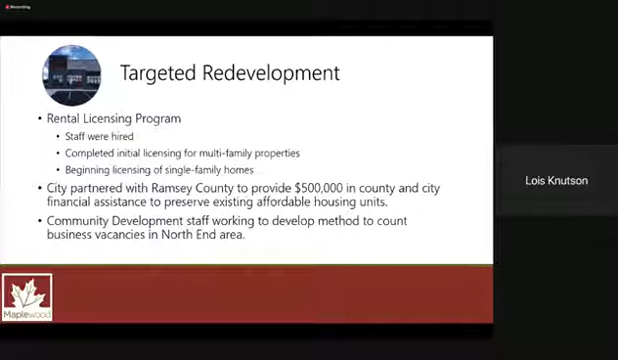 Recording
Targeted Redevelopment
• Rental Licensing Program
• Staff were hired
• Completed initial licensing for multi-family properties
• Beginning licensing of single-family homes
• City partnered with Ramsey County to provide $500,000 in county and city
financial assistance to preserve existing affordable housing units.
• Community Development staff working to develop method to count
business vacancies in North End area.
Lois Knutson
Maplewood